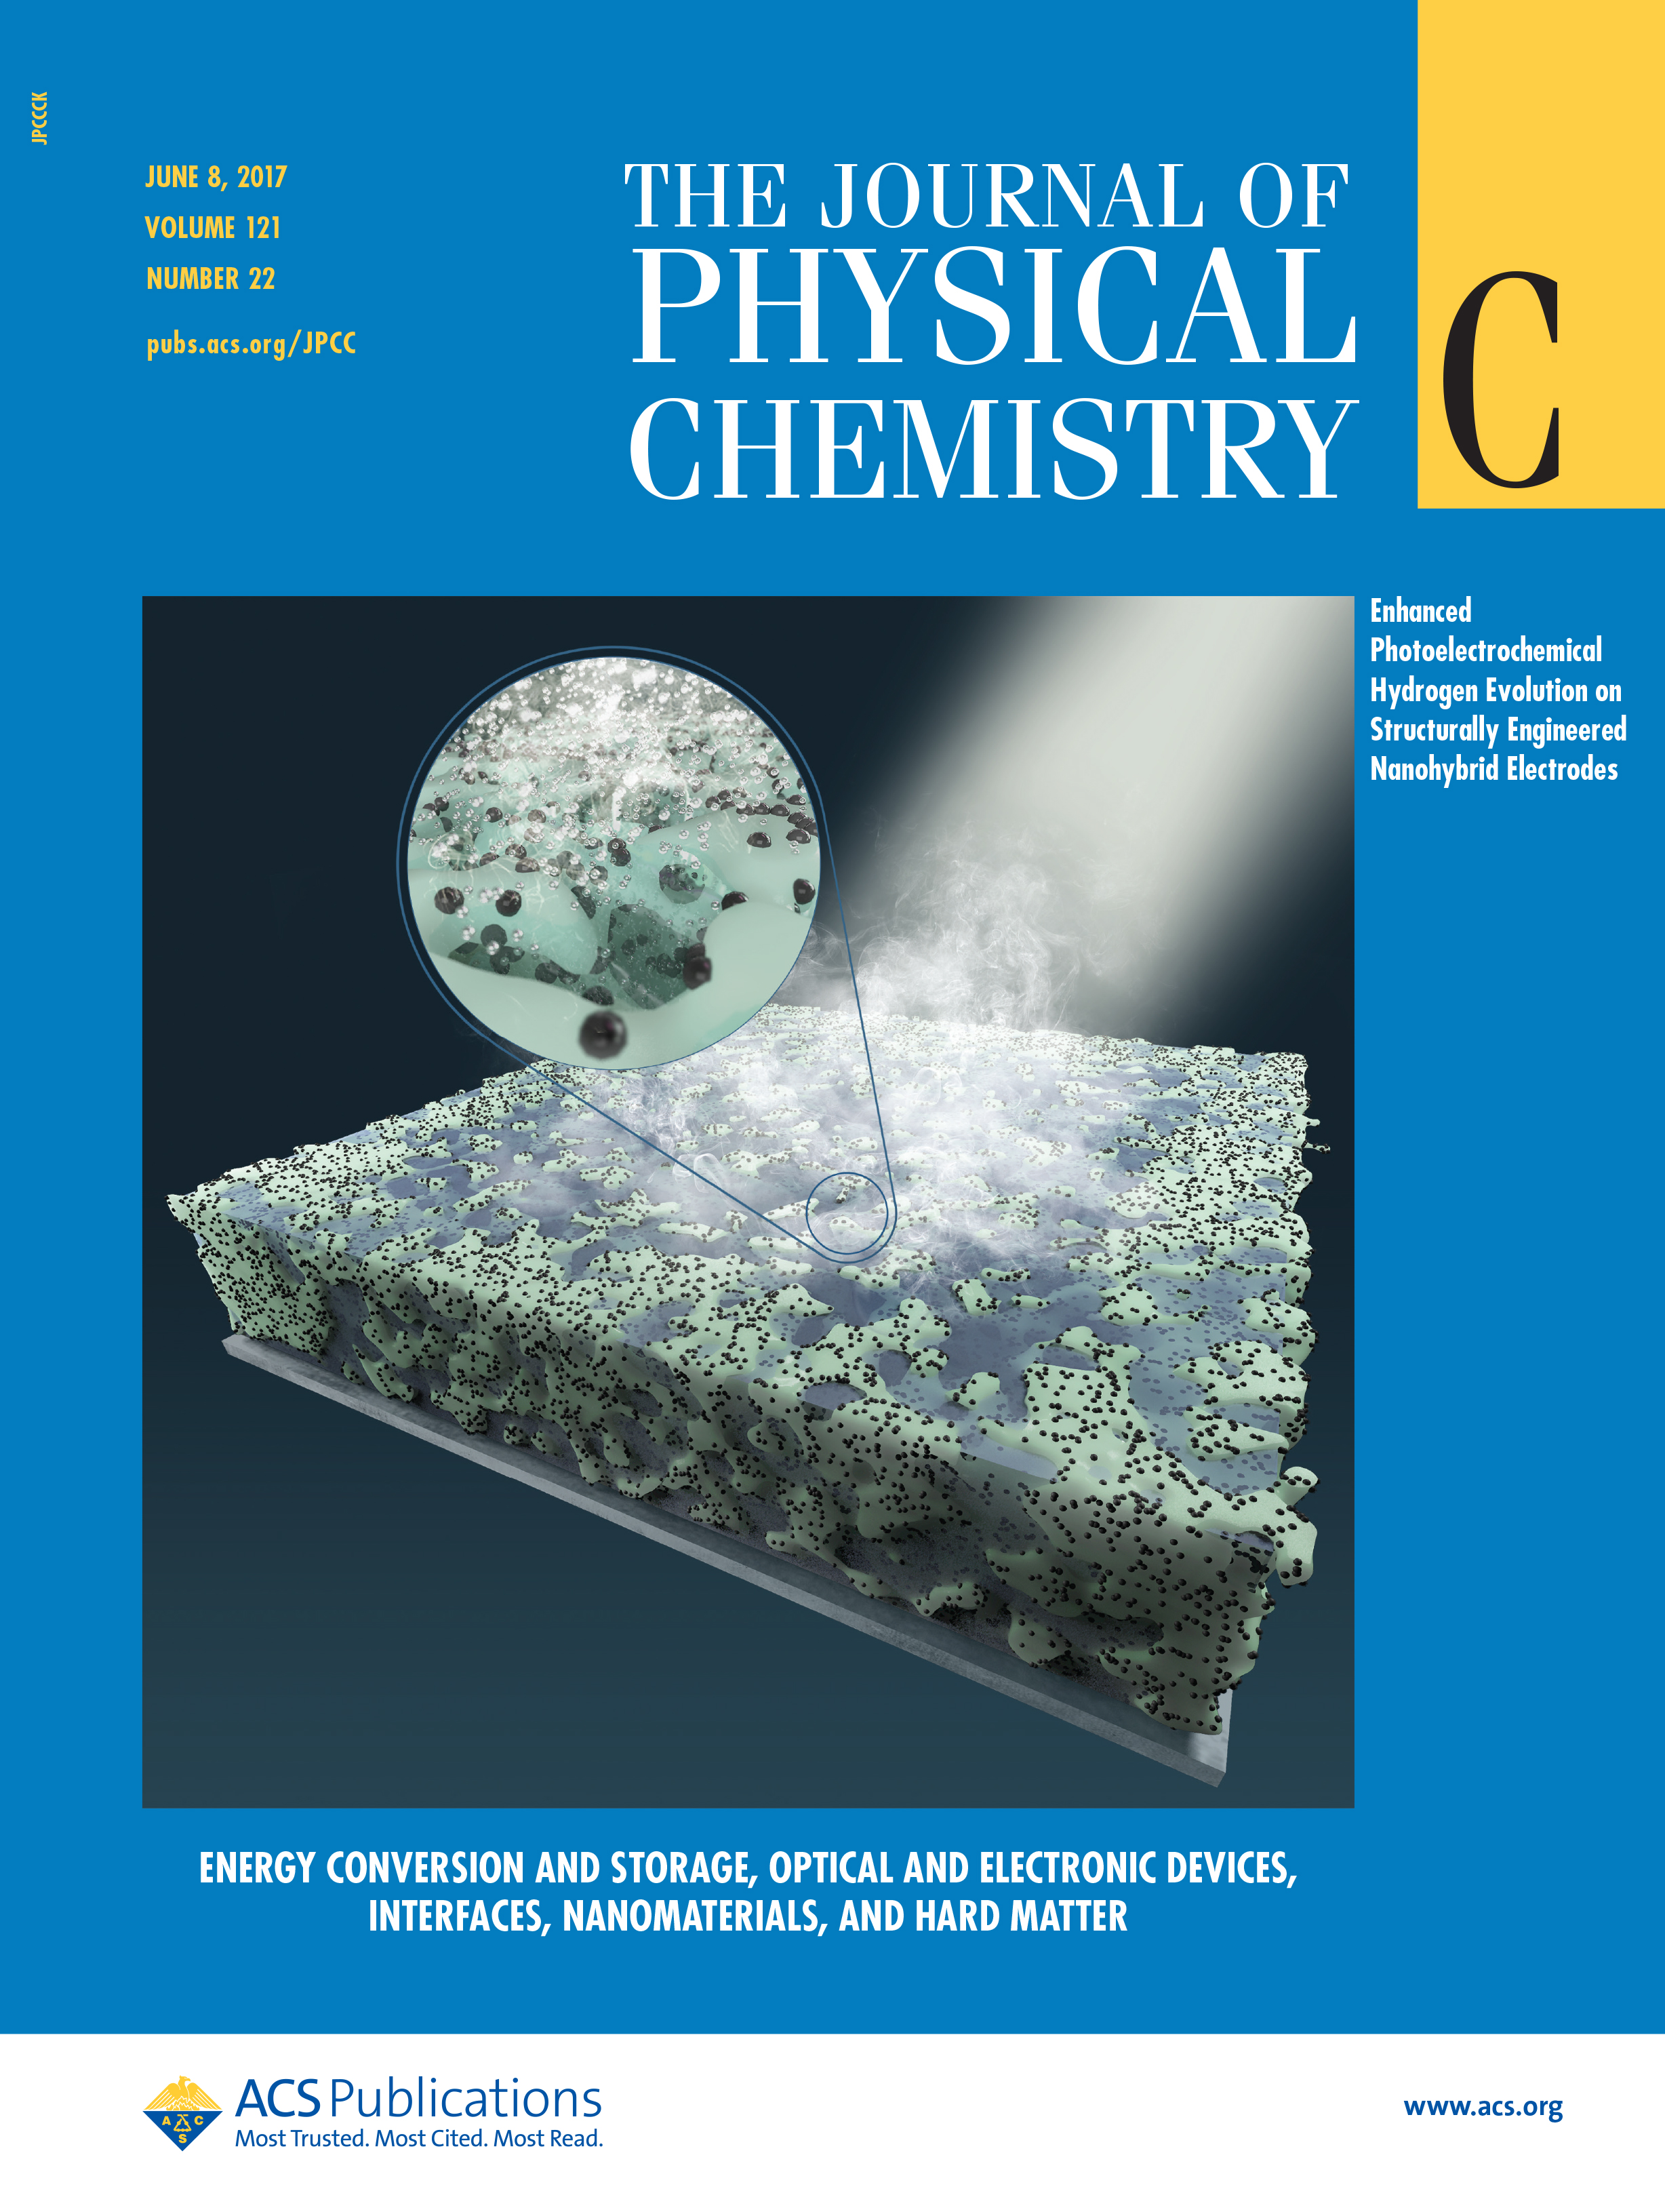 JPCCCK
JUNE 8, 2017
VOLUME 121
NUMBER 22
pubs.acs.org/JPCC
THE JOURNAL OF
PHYSICAL
CHEMISTRY
C
Enhanced
Photoelectrochemical
Hydrogen Evolution on
Structurally Engineered
Nanohybrid Electrodes
ENERGY CONVERSION AND STORAGE, OPTICAL AND ELECTRONIC DEVICES,
INTERFACES, NANOMATERIALS, AND HARD MATTER
A C
S
ACS Publications
Most Trusted. Most Cited. Most Read.
www.acs.org